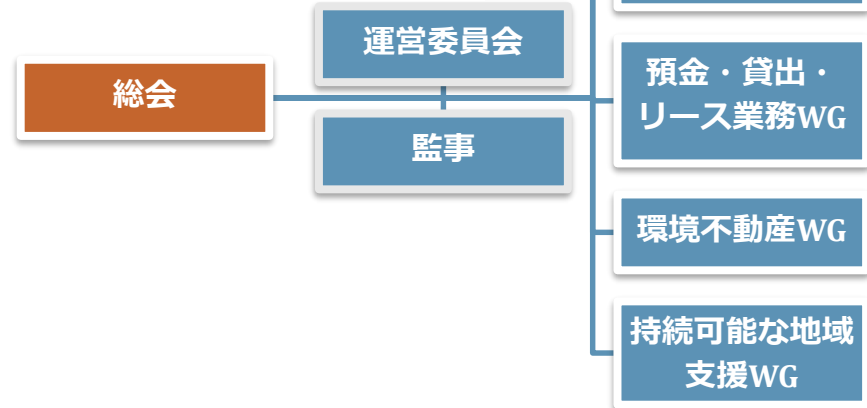 運営委員会
総会
監事
預金・貸出・
リース業務WG
環境不動産WG
持続可能な地域
支援WG